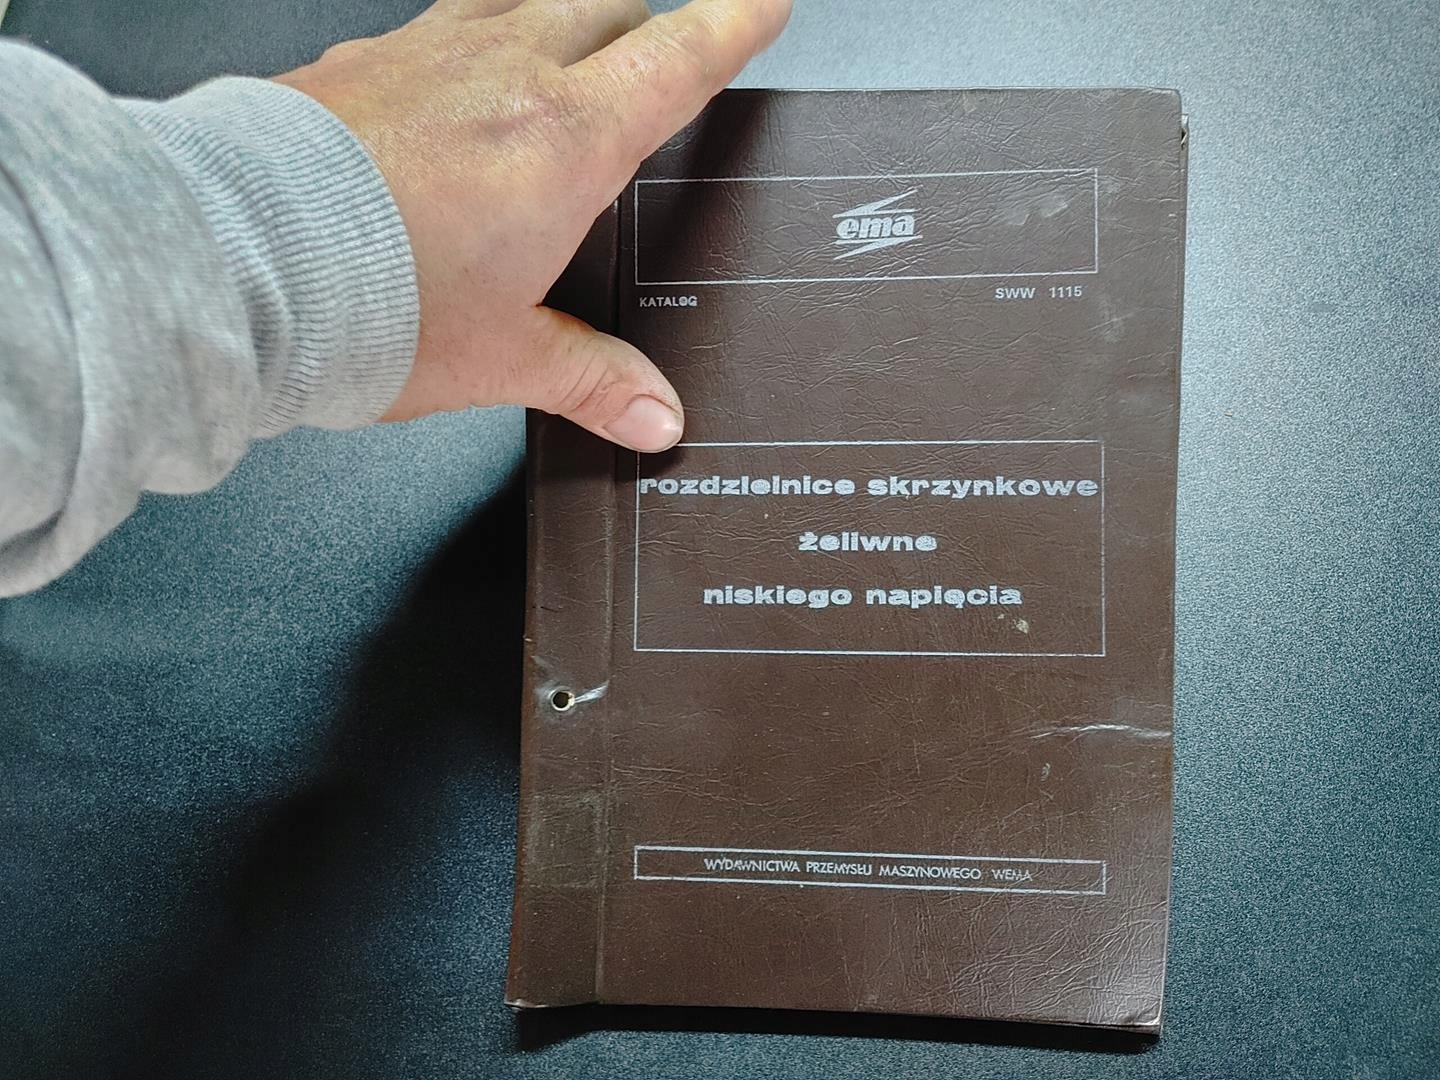 ema
KATALOG SWW 1115
rozdzielnice skrzynkowe
żeliwne
niskiego napięcia
WYDAWNICTWA PRZEMYSŁU MASZYNOWEGO WEMA